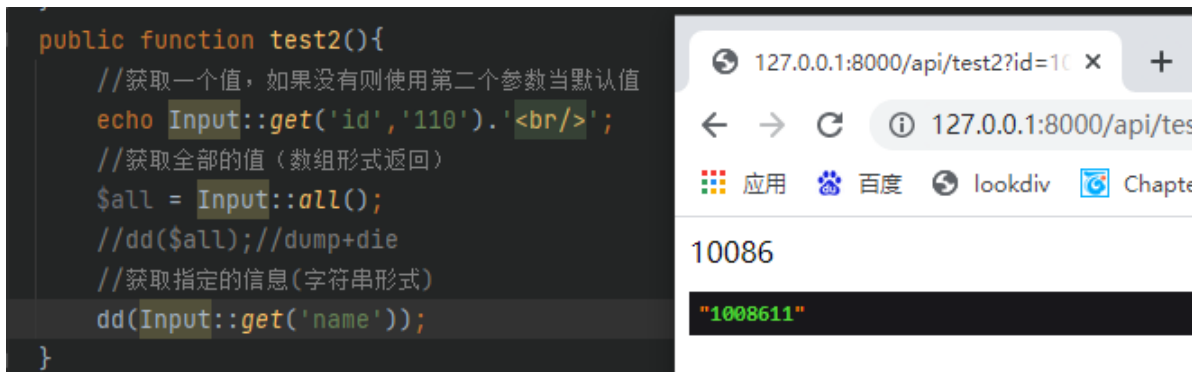 public function test2(){
//获取一个值，如果没有则使用第二个参数当默认值
echo Input::get('id','110').'<br/>';
//获取全部的值（数组形式返回）
$all = Input::all();
//dd($all);//dump+die
//获取指定的信息(字符串形式)
dd(Input::get('name'));
}
127.0.0.1:8000/api/test2?id=10
127.0.0.1:8000/api/tes
应用 百度 lookdiv Chapte
10086
"1008611"